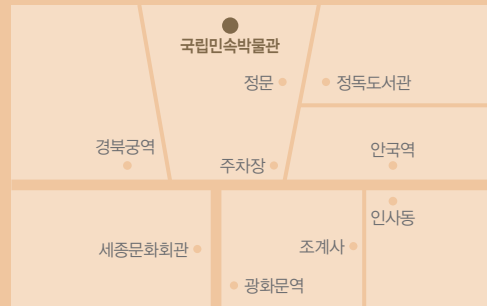 국립민속박물관
정문
정독도서관
경북궁역
주차장
안국역
인사동
세종문화회관
조계사
광화문역